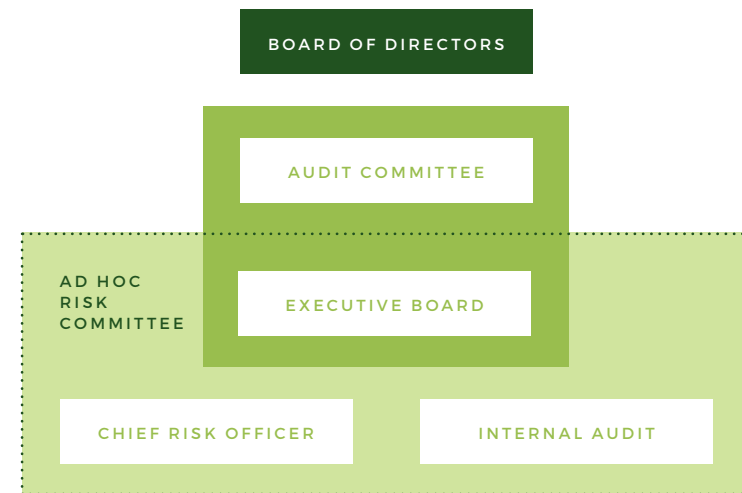 BOARD OF DIRECTORS
AUDIT COMMITTEE
AD HOC
RISK
COMMITTEE
EXECUTIVE BOARD
CHIEF RISK OFFICER
INTERNAL AUDIT